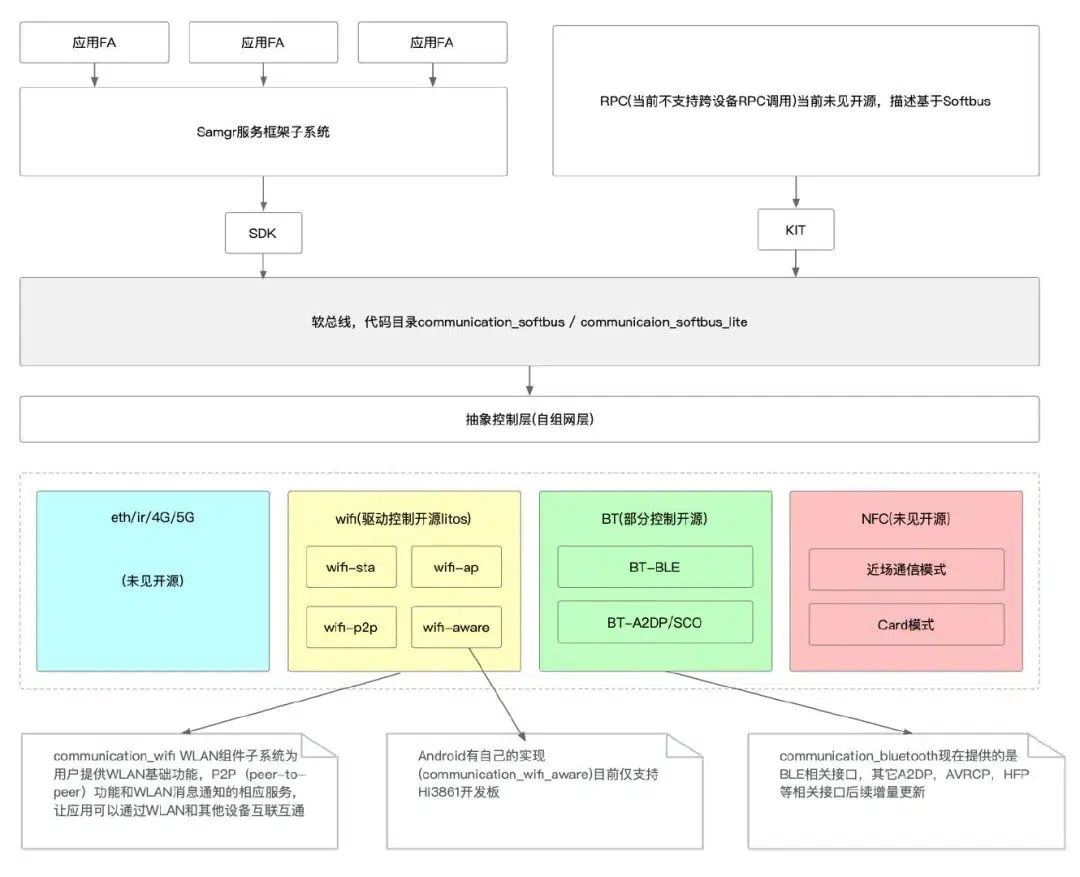 应用FA
应用FA
应用FA
Samgr服务框架子系统
RPC(当前不支持跨设备RPC调用)当前未见开源，描述基于Softbus
SDK
KIT
软总线，代码目录communication_softbus / communicaion_softbus_lite
抽象控制层(自组网层)
eth/ir/4G/5G
(未见开源)
wifi(驱动控制开源litos)
wifi-sta
wifi-ap
wifi-p2p
wifi-aware
BT(部分控制开源)
BT-BLE
BT-A2DP/SCO
NFC(未见开源)
近场通信模式
Card模式
communication_wifi WLAN组件子系统为
用户提供WLAN基础功能，P2P（peer-to-
peer）功能和WLAN消息通知的相应服务，
让应用可以通过WLAN和其他设备互联互通
Android有自己的实现
(communication_wifi_aware)目前仅支持
Hi3861开发板
communication_bluetooth现在提供的是
BLE相关接口，其它A2DP，AVRCP，HFP
等相关接口后续增量更新